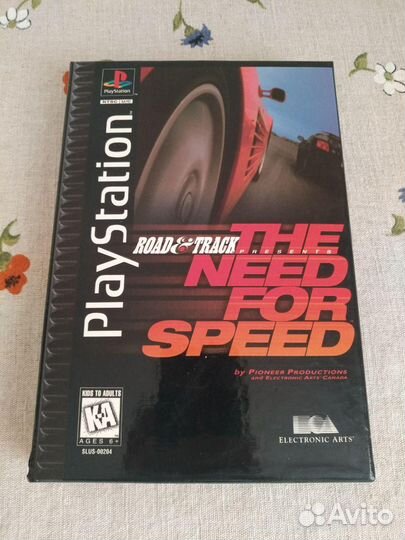 PlayStation
NTSC U/C
PlayStation
ROAD & TRACK
PRESENTS
THE
NEED
FOR
SPEED
by PIONEER PRODUCTIONS
AND ELECTRONIC ARTS CANADA
KIDS TO ADULTS
K-A
AGES 6+
SLUS-00204
ELECTRONIC ARTS®
Avito